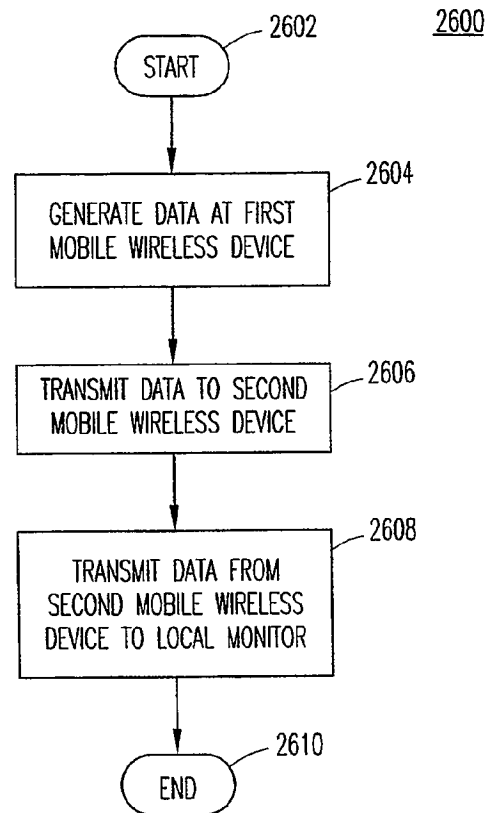 2600
2602
START
2604
GENERATE DATA AT FIRST
MOBILE WIRELESS DEVICE
2606
TRANSMIT DATA TO SECOND
MOBILE WIRELESS DEVICE
2608
TRANSMIT DATA FROM
SECOND MOBILE WIRELESS
DEVICE TO LOCAL MONITOR
2610
END